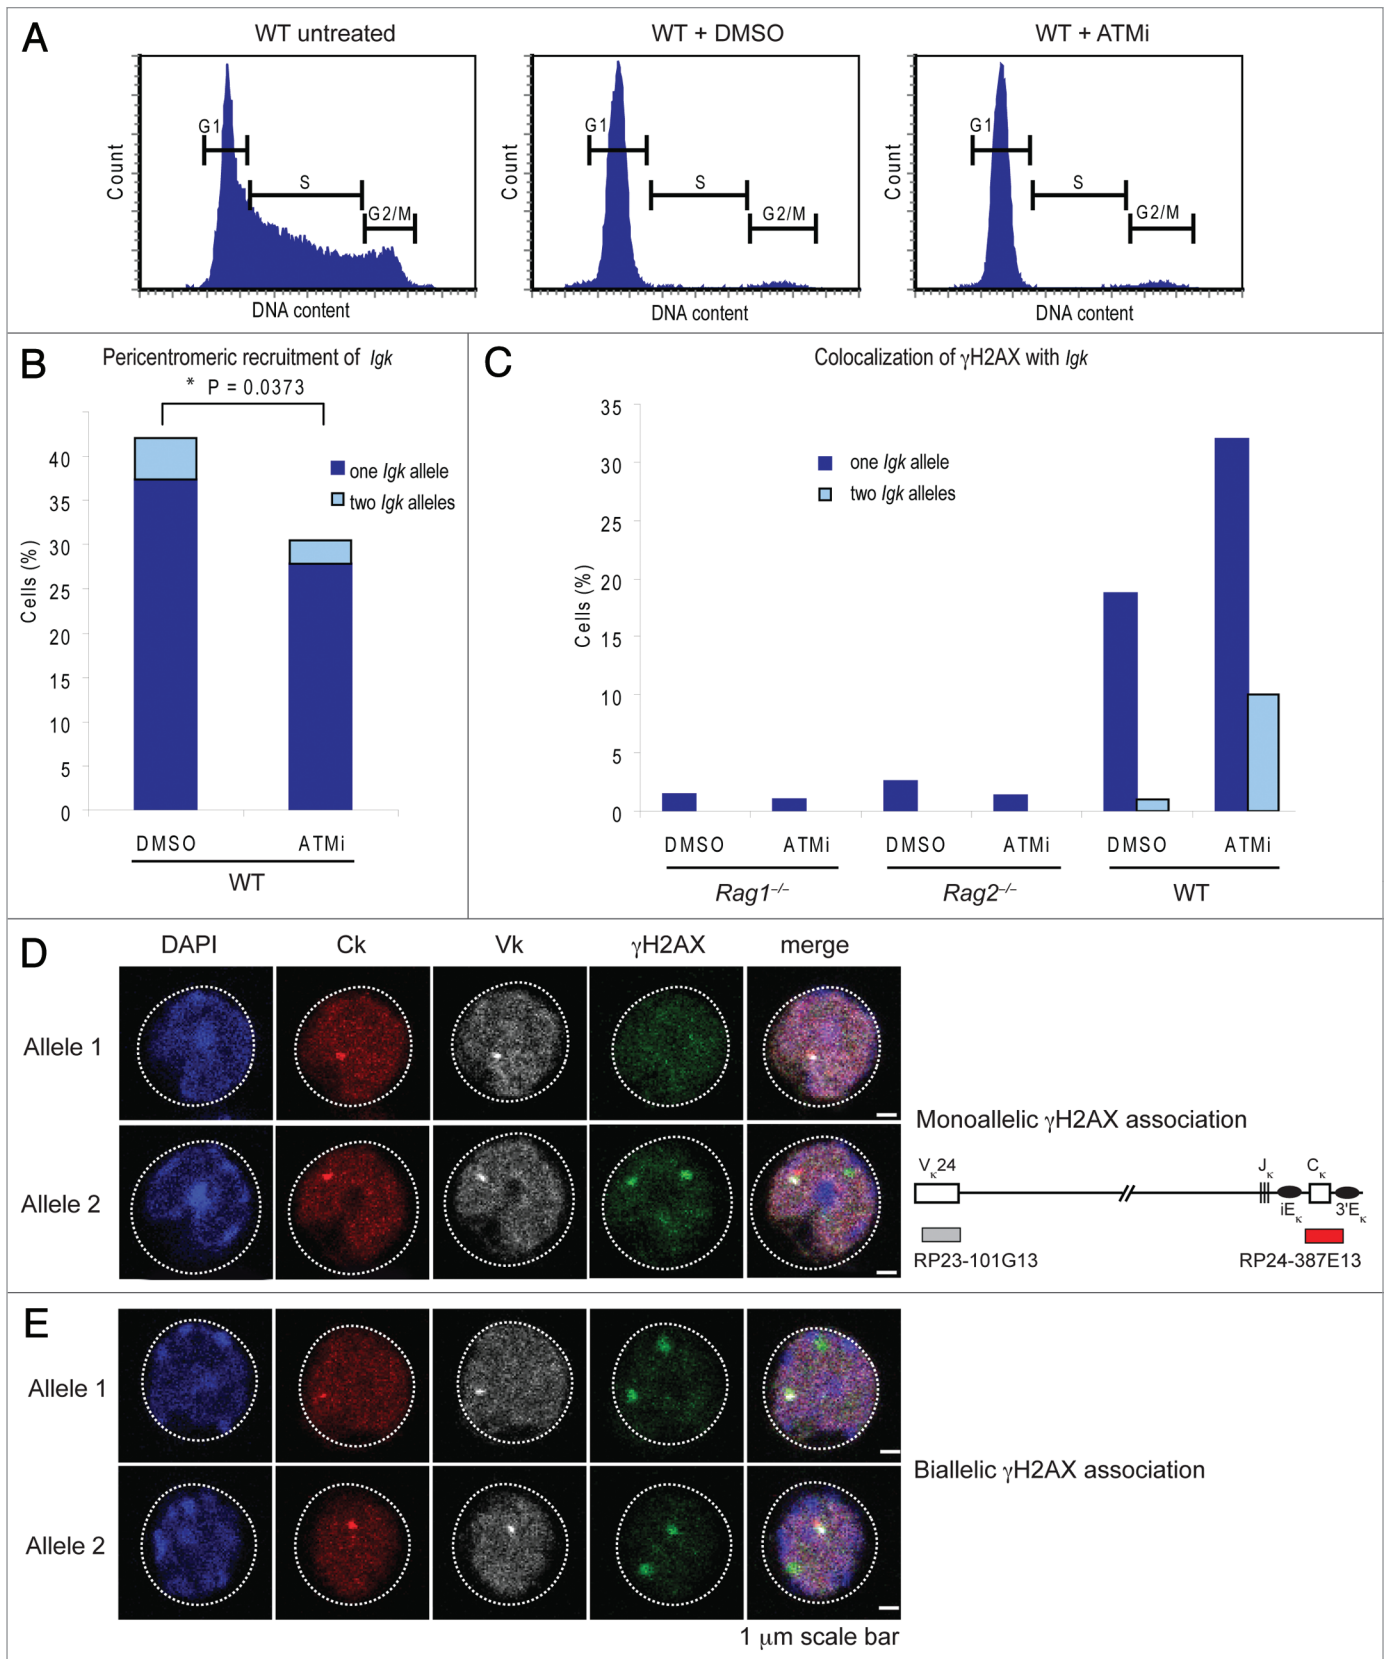 A
WT untreated
WT + DMSO
WT + ATMi
G1
S
G2/M
Count
DNA content
G1
S
G2/M
Count
DNA content
G1
S
G2/M
Count
DNA content
B
Pericentromeric recruitment of Igk
* P = 0.0373
one Igk allele
two Igk alleles
Cells (%)
40
35
30
25
20
15
10
5
0
DMSO
ATMi
WT
C
Colocalization of γH2AX with Igk
one Igk allele
two Igk alleles
Cells (%)
35
30
25
20
15
10
5
0
DMSO
ATMi
DMSO
ATMi
DMSO
ATMi
Rag1–/–
Rag2–/–
WT
D
DAPI
Ck
Vk
γH2AX
merge
Allele 1
Allele 2
Monoallelic γH2AX association
Vκ24
Jκ
Cκ
iEκ
3'Eκ
RP23-101G13
RP24-387E13
E
Allele 1
Allele 2
Biallelic γH2AX association
1 μm scale bar